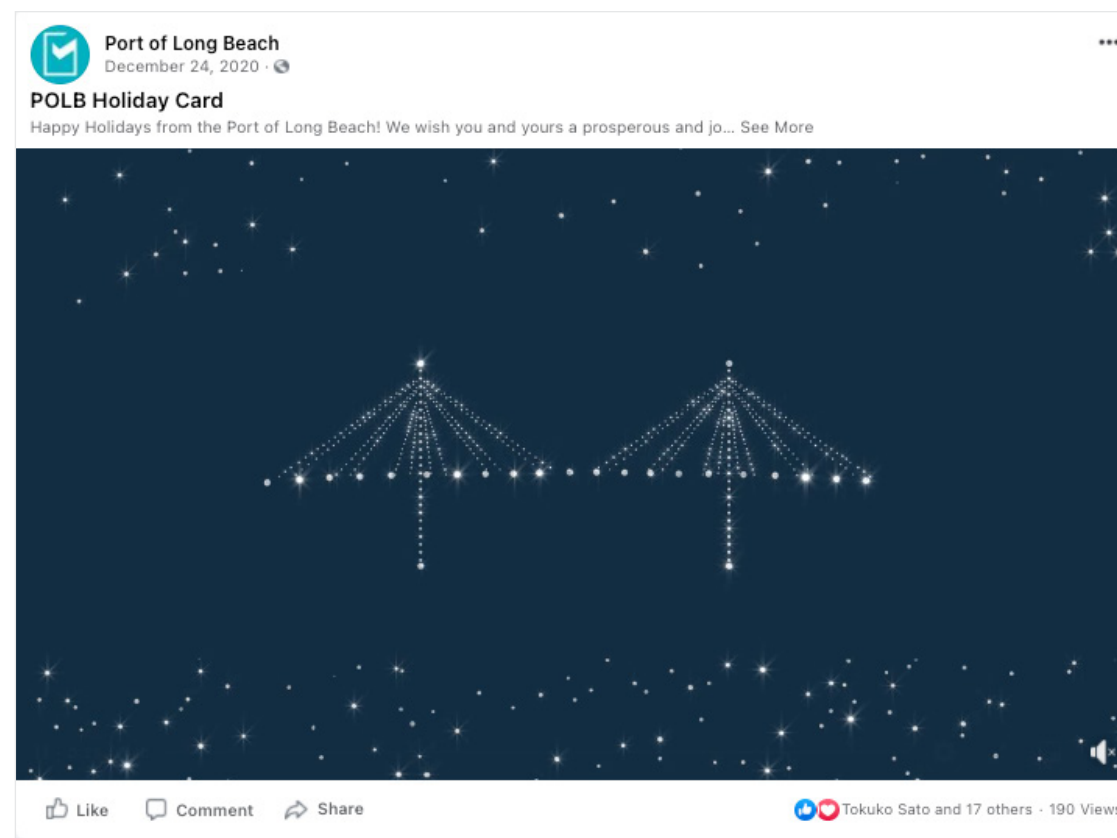 Port of Long Beach
December 24, 2020 ·
POLB Holiday Card
Happy Holidays from the Port of Long Beach! We wish you and yours a prosperous and jo... See More
Like Comment Share Tokuko Sato and 17 others · 190 Views